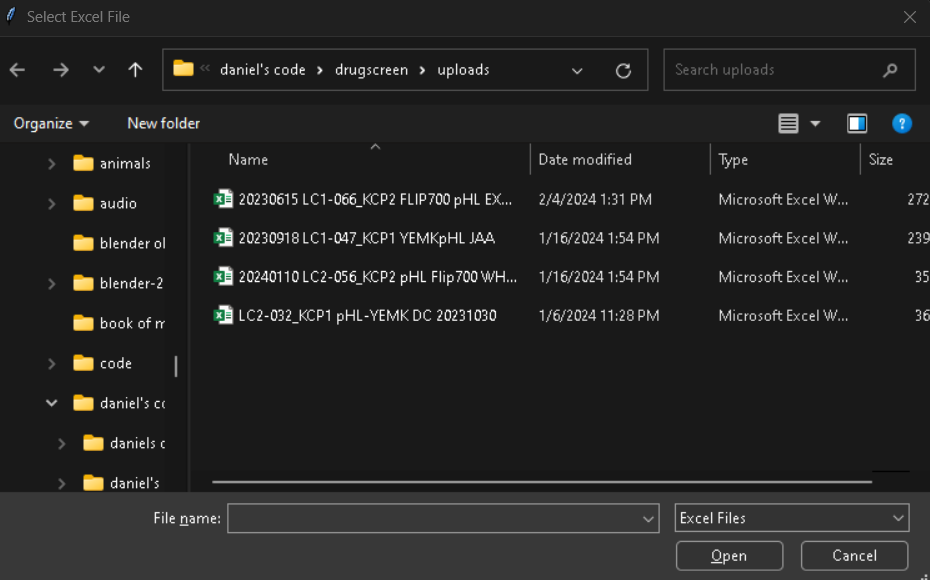 Select Excel File
daniel's code › drugscreen › uploads
Search uploads
Organize
New folder
Name
Date modified
Type
Size
animals
audio
blender ol
blender-2
book of m
code
daniel's co
daniels c
daniel's
20230615 LC1-066_KCP2 FLIP700 pHL EX... 2/4/2024 1:31 PM Microsoft Excel W... 272
20230918 LC1-047_KCP1 YEMKpHL JAA 1/16/2024 1:54 PM Microsoft Excel W... 239
20240110 LC2-056_KCP2 pHL Flip700 WH... 1/16/2024 1:54 PM Microsoft Excel W... 35
LC2-032_KCP1 pHL-YEMK DC 20231030 1/6/2024 11:28 PM Microsoft Excel W... 36
File name:
Excel Files
Open
Cancel